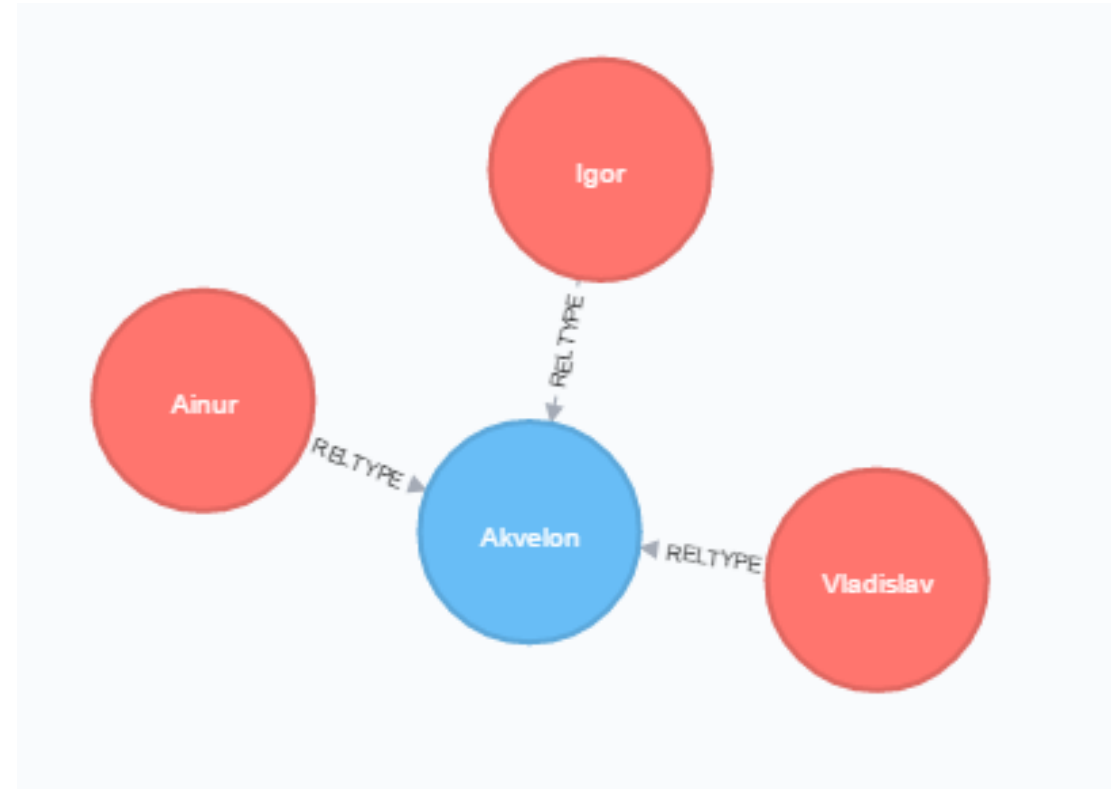 Igor
RELTYPE
Ainur
RELTYPE
Akvelon
RELTYPE
Vladislav